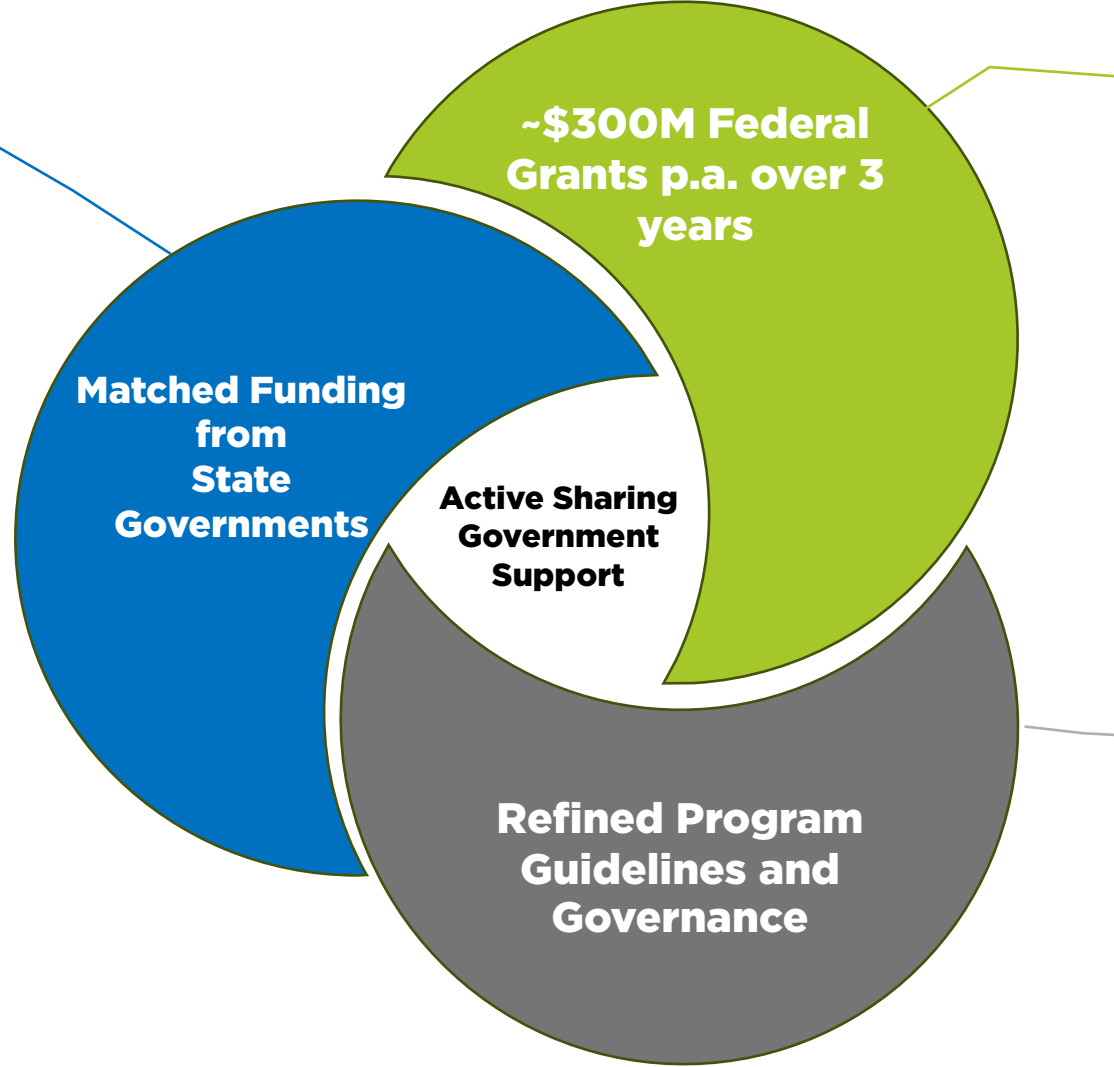 ~$300M Federal
Grants p.a. over 3
years
Matched Funding
from
State
Governments
Active Sharing
Government
Support
Refined Program
Guidelines and
Governance